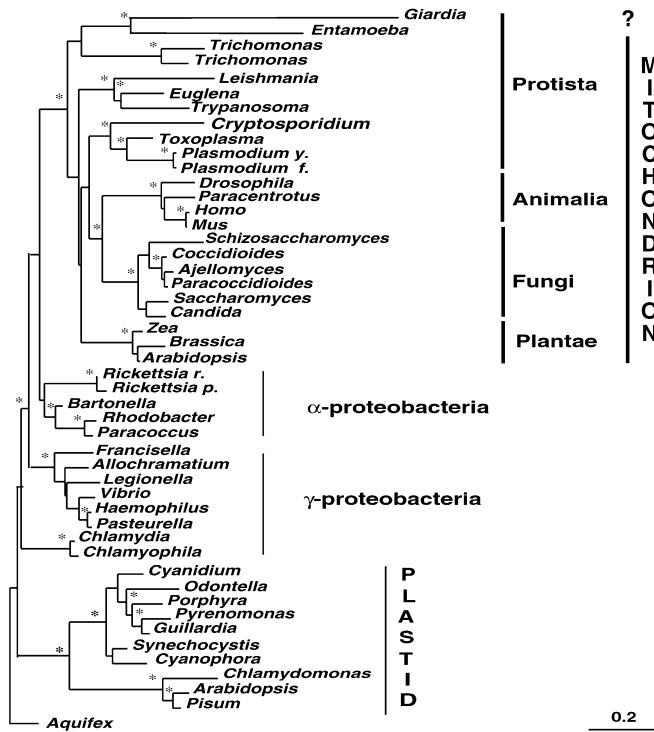 Giardia
?
Entamoeba
* Trichomonas
Trichomonas
* * Leishmania
Euglena
Trypanosoma
Protista
* Cryptosporidium
* Toxoplasma
* Plasmodium y.
Plasmodium f.
* Drosophila
Paracentrotus
* Homo
Mus
Animalia
Schizosaccharomyces
* Coccidioides
* Ajellomyces
Paracoccidioides
Saccharomyces
Candida
Fungi
* Zea
Brassica
Arabidopsis
Plantae
MITOCHONDRION
* Rickettsia r.
Rickettsia p.
* Bartonella
* Rhodobacter
Paracoccus
α-proteobacteria
* Francisella
Allochramatium
Legionella
Vibrio
* Haemophilus
Pasteurella
γ-proteobacteria
* Chlamydia
Chlamyophila
Cyanidium
* Odontella
Porphyra
* Pyrenomonas
Guillardia
* Synechocystis
Cyanophora
* Chlamydomonas
* Arabidopsis
Pisum
PLASTID
Aquifex
0.2